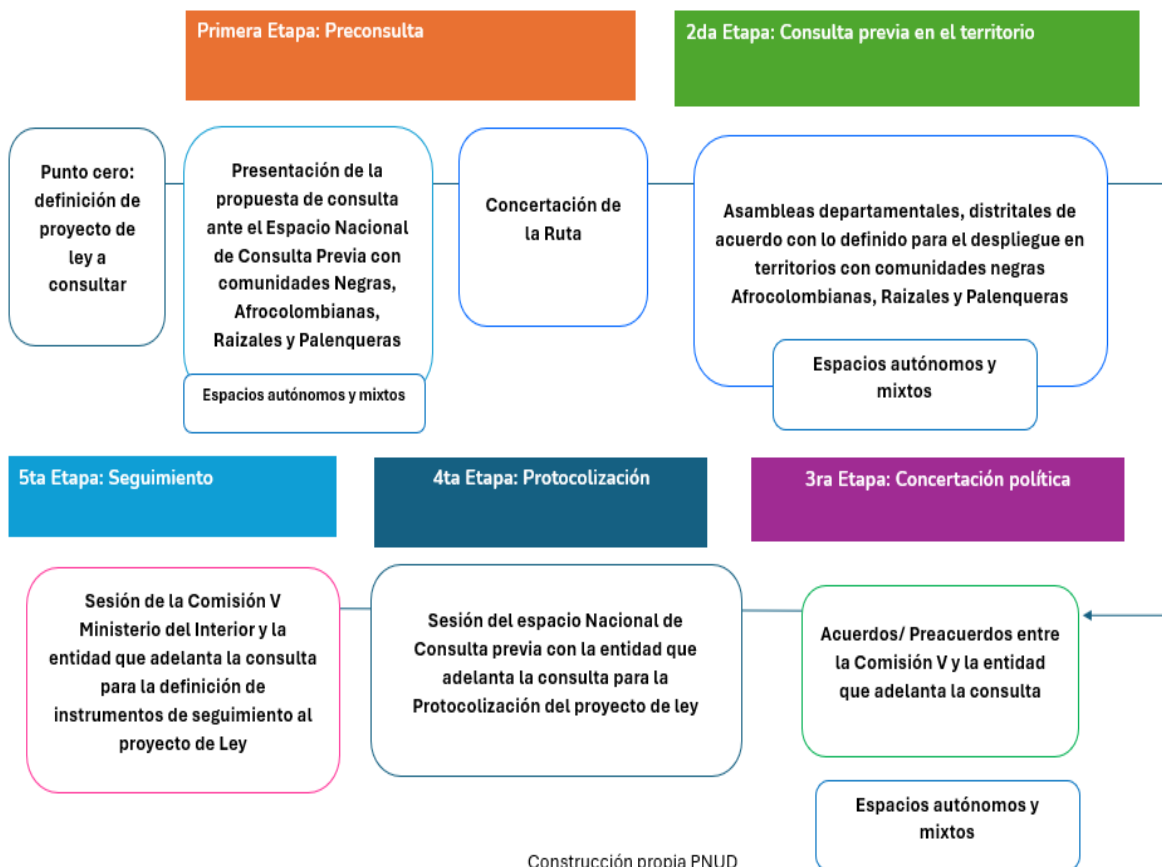 Primera Etapa: Preconsulta
2da Etapa: Consulta previa en el territorio
Punto cero:
definición de
proyecto de
ley a
consultar
Presentación de la
propuesta de consulta
ante el Espacio Nacional
de Consulta Previa con
comunidades Negras,
Afrocolombianas,
Raizales y Palenqueras
Espacios autónomos y mixtos
Concertación de
la Ruta
Asambleas departamentales, distritales de
acuerdo con lo definido para el despliegue en
territorios con comunidades negras
Afrocolombianas, Raizales y Palenqueras
Espacios autónomos y
mixtos
3ra Etapa: Concertación política
Acuerdos/ Preacuerdos entre
la Comisión V y la entidad
que adelanta la consulta
Espacios autónomos y
mixtos
4ta Etapa: Protocolización
Sesión del espacio Nacional de
Consulta previa con la entidad que
adelanta la consulta para la
Protocolización del proyecto de ley
5ta Etapa: Seguimiento
Sesión de la Comisión V
Ministerio del Interior y la
entidad que adelanta la consulta
para la definición de
instrumentos de seguimiento al
proyecto de Ley
Construcción propia PNUD